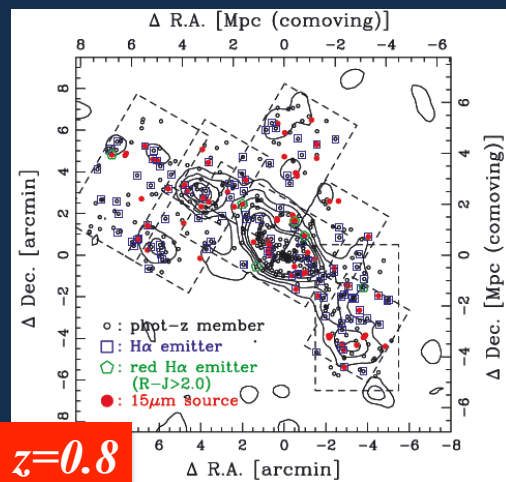 Δ R.A. [Mpc (comoving)]
8 6 4 2 0 -2 -4 -6
8
6
4
2
0
-2
-4
-6
8
Δ Dec. [arcmin]
6
4
2
0
-2
-4
-6
Δ Dec. [Mpc (comoving)]
○ : phot-z member
□ : Hα emitter
⬠ : red Hα emitter
(R-J>2.0)
● : 15μm source
8 6 4 2 0 -2 -4 -6 -8
Δ R.A. [arcmin]
z=0.8